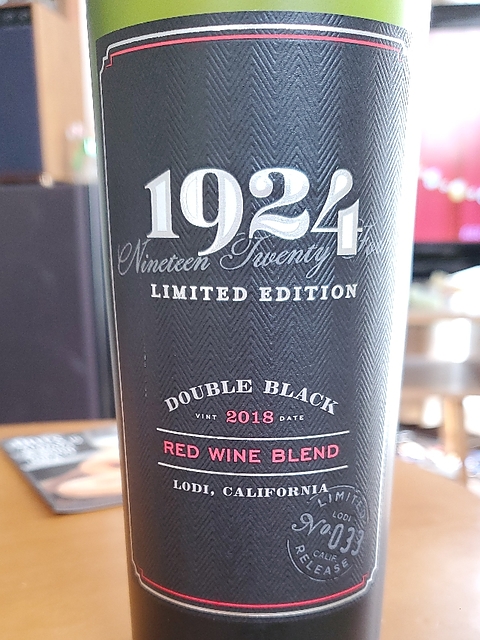 1924
Nineteen Twenty
LIMITED EDITION
DOUBLE BLACK
VINT 2018 DATE
RED WINE BLEND
LODI, CALIFORNIA
LIMITED
LODI
No 039
CALIF.
RELEASE